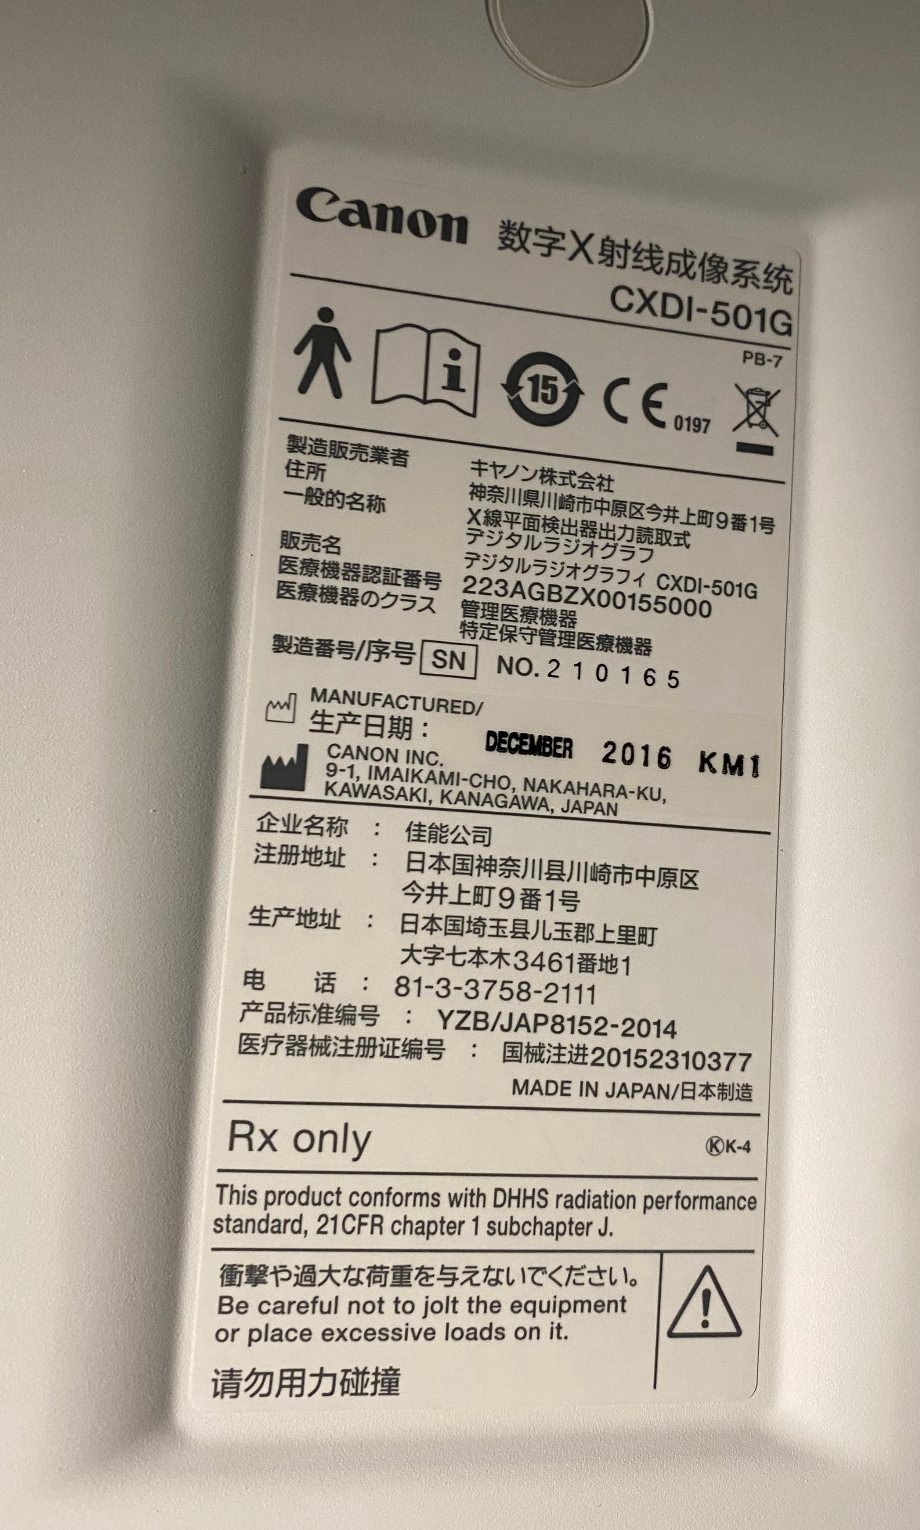 Canon 数字X射线成像系统
CXDI-501G
PB-7
15
CE 0197
製造販売業者 キヤノン株式会社
住所 神奈川県川崎市中原区今井上町9番1号
一般的名称 X線平面検出器出力読取式
デジタルラジオグラフ
販売名 デジタルラジオグラフィ CXDI-501G
医療機器認証番号 223AGBZX00155000
医療機器のクラス 管理医療機器
特定保守管理医療機器
製造番号/序号 SN NO. 210165
MANUFACTURED/
生产日期： DECEMBER 2016 KM1
CANON INC.
9-1, IMAIKAMI-CHO, NAKAHARA-KU,
KAWASAKI, KANAGAWA, JAPAN
企业名称 ： 佳能公司
注册地址 ： 日本国神奈川县川崎市中原区
今井上町9番1号
生产地址 ： 日本国埼玉县儿玉郡上里町
大字七本木3461番地1
电 话 ： 81-3-3758-2111
产品标准编号 ： YZB/JAP8152-2014
医疗器械注册证编号 ： 国械注进20152310377
MADE IN JAPAN/日本制造
Rx only
ⓀK-4
This product conforms with DHHS radiation performance
standard, 21CFR chapter 1 subchapter J.
衝撃や過大な荷重を与えないでください。
Be careful not to jolt the equipment
or place excessive loads on it.
请勿用力碰撞